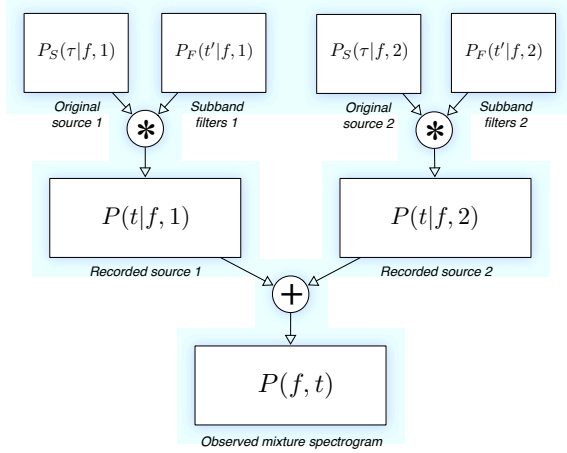 P_S(τ|f, 1) P_F(t′|f, 1) P_S(τ|f, 2) P_F(t′|f, 2)
Original source 1 Subband filters 1 Original source 2 Subband filters 2
* *
P(t|f, 1) P(t|f, 2)
Recorded source 1 Recorded source 2
+
P(f, t)
Observed mixture spectrogram